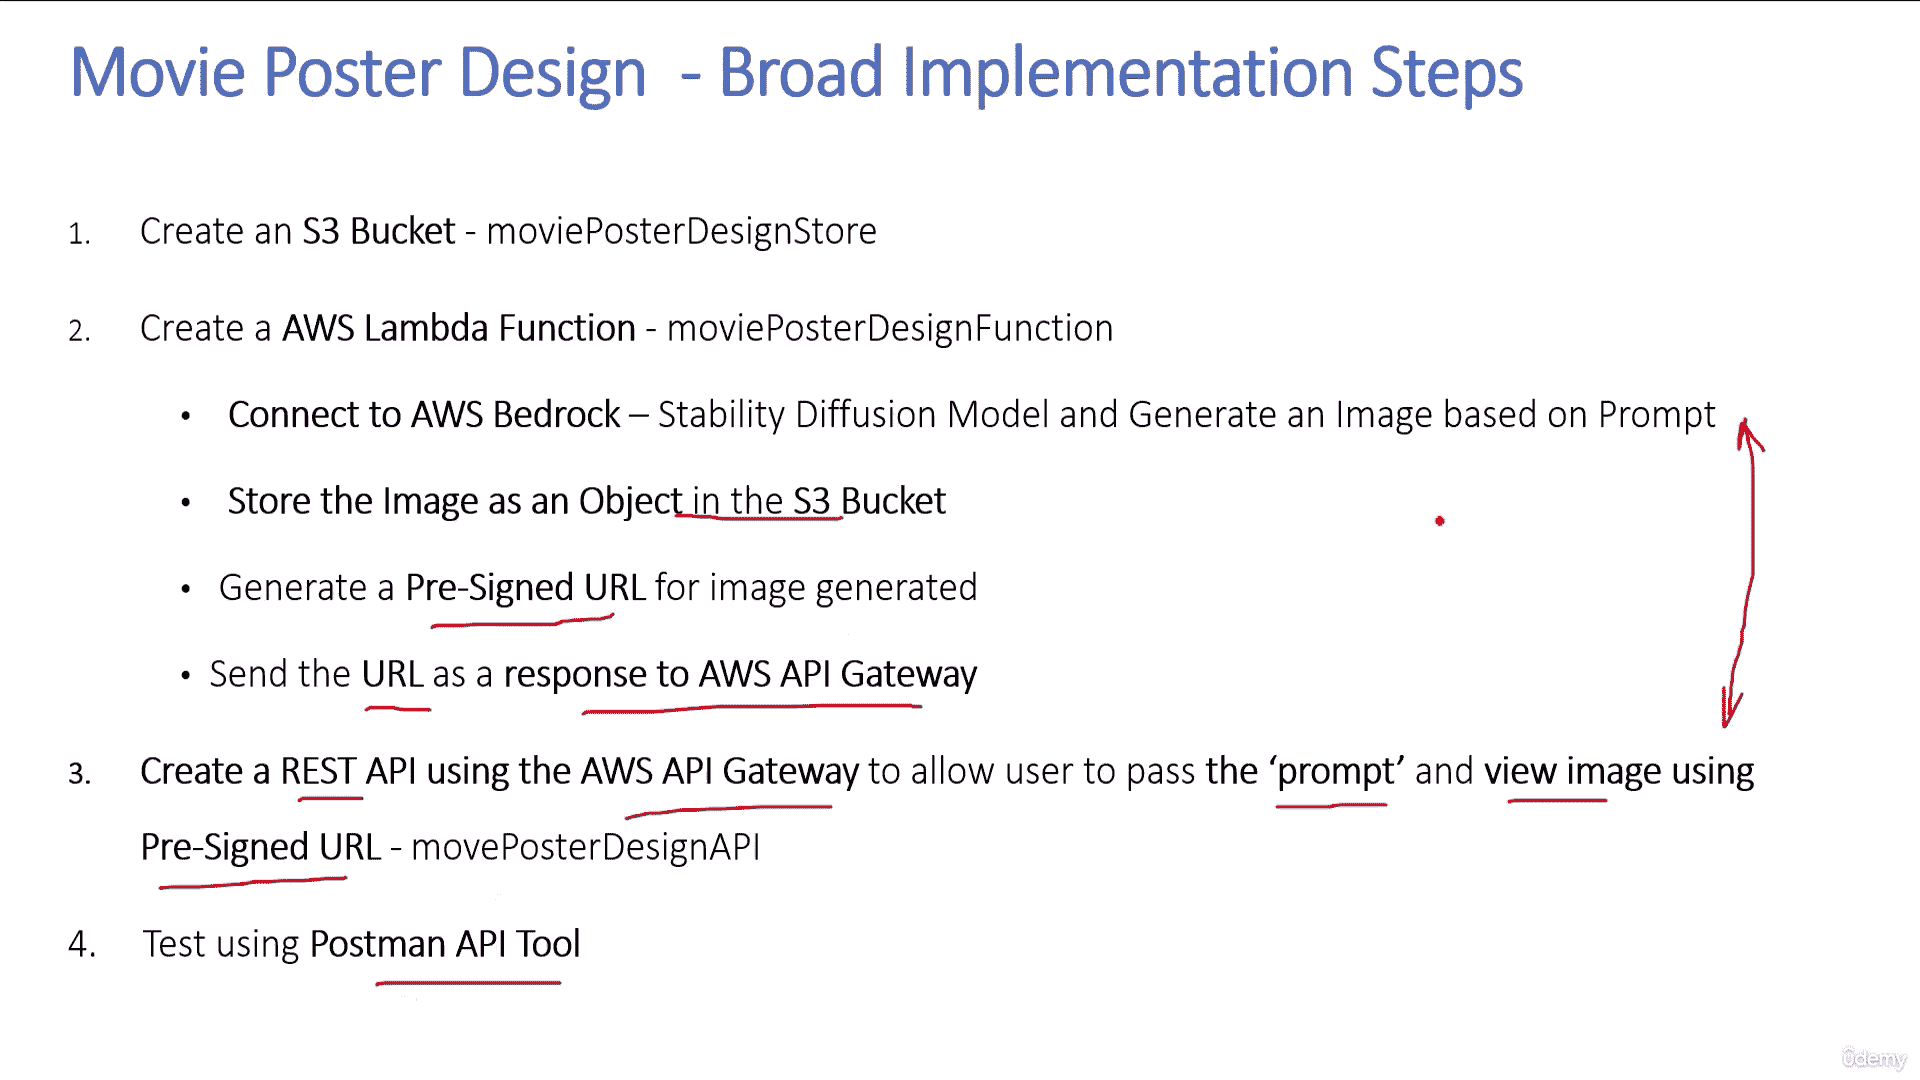 Movie Poster Design - Broad Implementation Steps
1. Create an S3 Bucket - moviePosterDesignStore
2. Create a AWS Lambda Function - moviePosterDesignFunction
• Connect to AWS Bedrock – Stability Diffusion Model and Generate an Image based on Prompt
• Store the Image as an Object in the S3 Bucket
• Generate a Pre-Signed URL for image generated
• Send the URL as a response to AWS API Gateway
3. Create a REST API using the AWS API Gateway to allow user to pass the ‘prompt’ and view image using
Pre-Signed URL - movePosterDesignAPI
4. Test using Postman API Tool
ûdemy